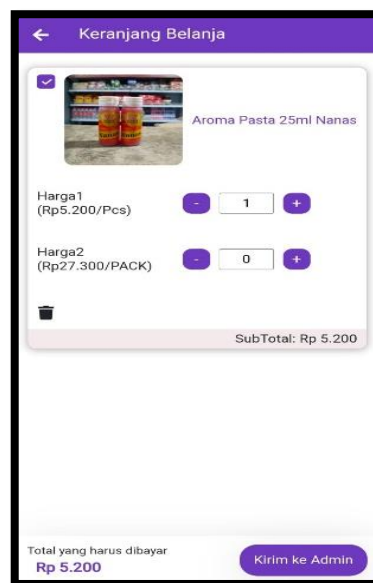 Keranjang Belanja
Aroma Pasta 25ml Nanas
Harga1
(Rp5.200/Pcs)
- 1 +
Harga2
(Rp27.300/PACK)
- 0 +
SubTotal: Rp 5.200
Total yang harus dibayar
Rp 5.200
Kirim ke Admin